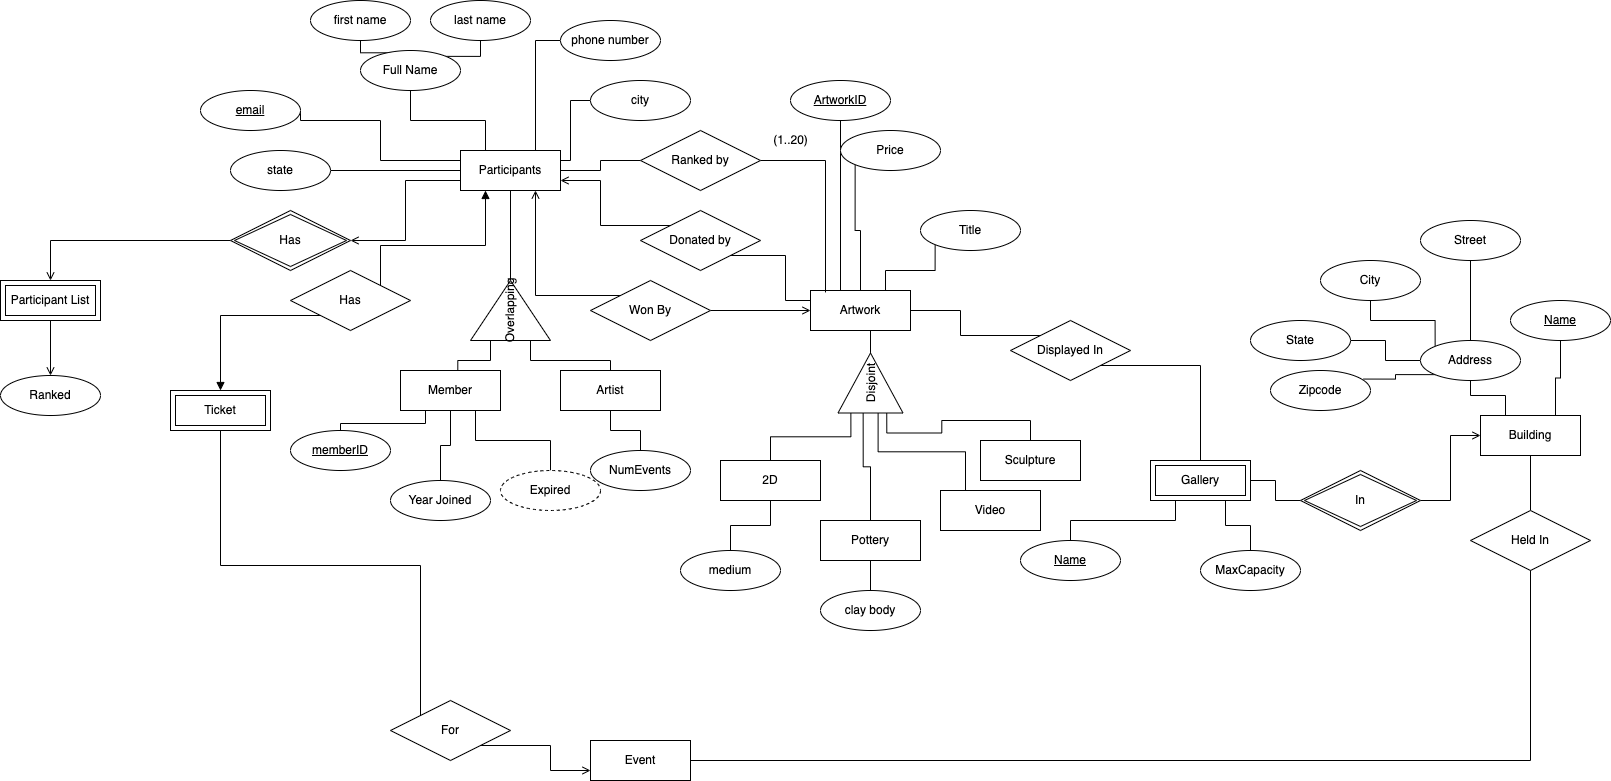 first name
last name
phone number
Full Name
email
city
ArtworkID
(1..20)
Price
Participants
Ranked by
state
Title
Street
Has
Donated by
City
Participant List
Has
Overlapping
Won By
Artwork
Name
State
Displayed In
Address
Ranked
Member
Artist
Disjoint
Zipcode
Ticket
Building
memberID
NumEvents
Sculpture
Year Joined
Expired
2D
Gallery
In
Video
Pottery
Held In
medium
Name
MaxCapacity
clay body
For
Event